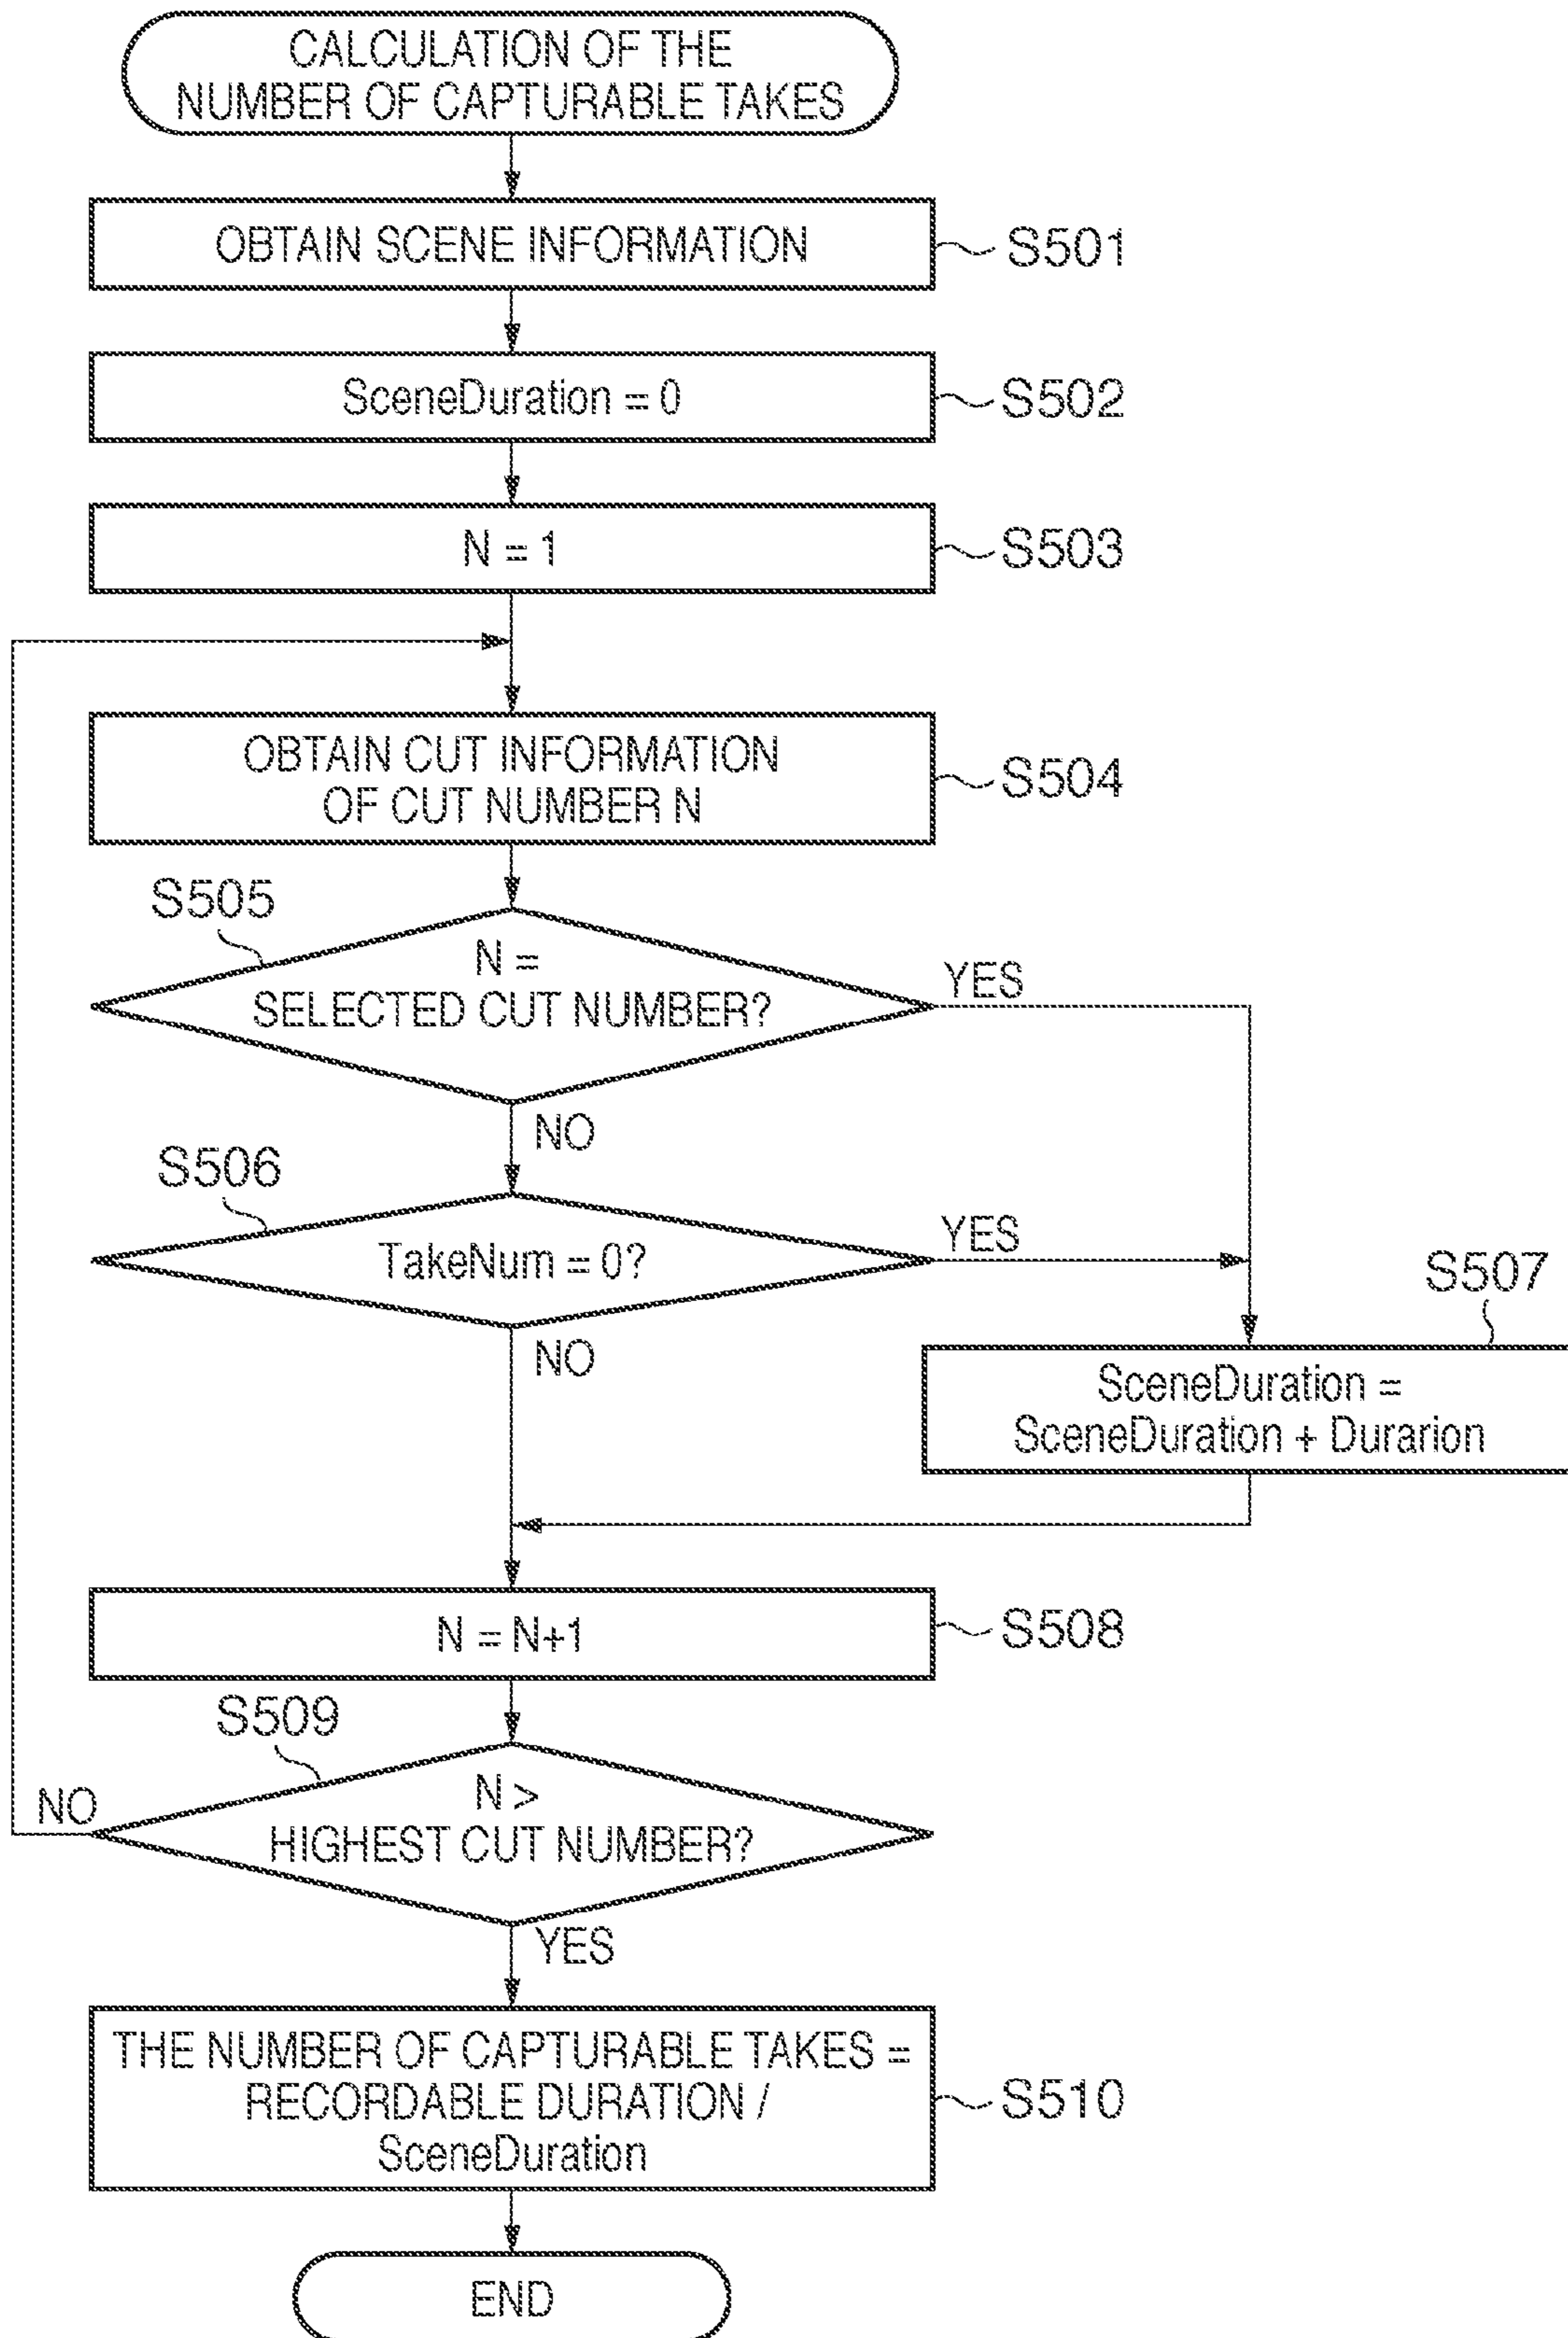 CALCULATION OF THE
NUMBER OF CAPTURABLE TAKES
OBTAIN SCENE INFORMATION
S501
SceneDuration = 0
S502
N = 1
S503
OBTAIN CUT INFORMATION
OF CUT NUMBER N
S504
S505
N =
SELECTED CUT NUMBER?
YES
NO
S506
TakeNum = 0?
YES
NO
S507
SceneDuration =
SceneDuration + Durarion
N = N+1
S508
S509
N >
HIGHEST CUT NUMBER?
NO
YES
THE NUMBER OF CAPTURABLE TAKES =
RECORDABLE DURATION /
SceneDuration
S510
END